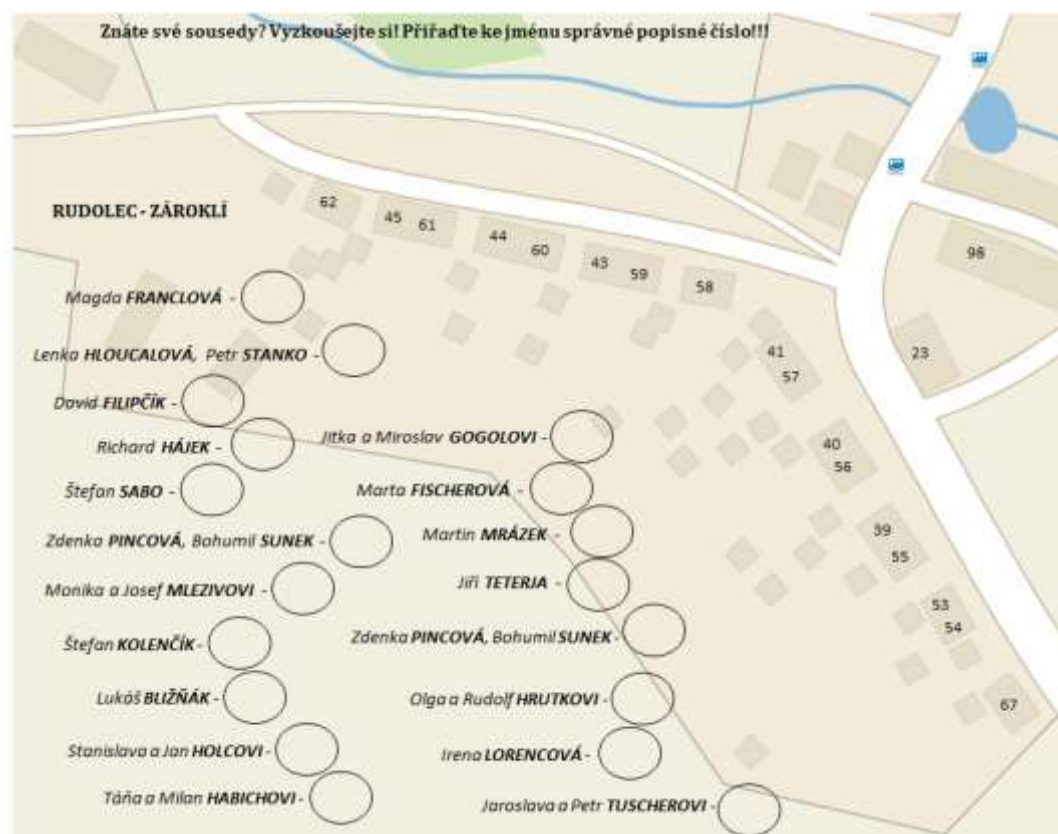 Znáte své sousedy? Vyzkoušejte si! Přiřaďte ke jménu správné popisné číslo!!!
RUDOLEC - ZÁROKLÍ
62
45
61
44
60
43
59
58
98
41
57
23
40
56
39
55
53
54
67
Magda FRANCLOVÁ -
Lenka HLOUCALOVÁ, Petr STANKO -
David FILIPČÍK -
Richard HÁJEK -
Štefan SABO -
Zdenka PINCOVÁ, Bohumil SUNEK -
Monika a Josef MLEZIVOVI -
Štefan KOLENČÍK -
Lukáš BLIŽŇÁK -
Stanislava a Jan HOLCOVI -
Táňa a Milan HABICHOVI -
Jitka a Miroslav GOGOLOVI -
Marta FISCHEROVÁ -
Martin MRÁZEK -
Jiří TETERJA -
Zdenka PINCOVÁ, Bohumil SUNEK -
Olga a Rudolf HRUTKOVI -
Irena LORENCOVÁ -
Jaroslava a Petr TUSCHEROVI -